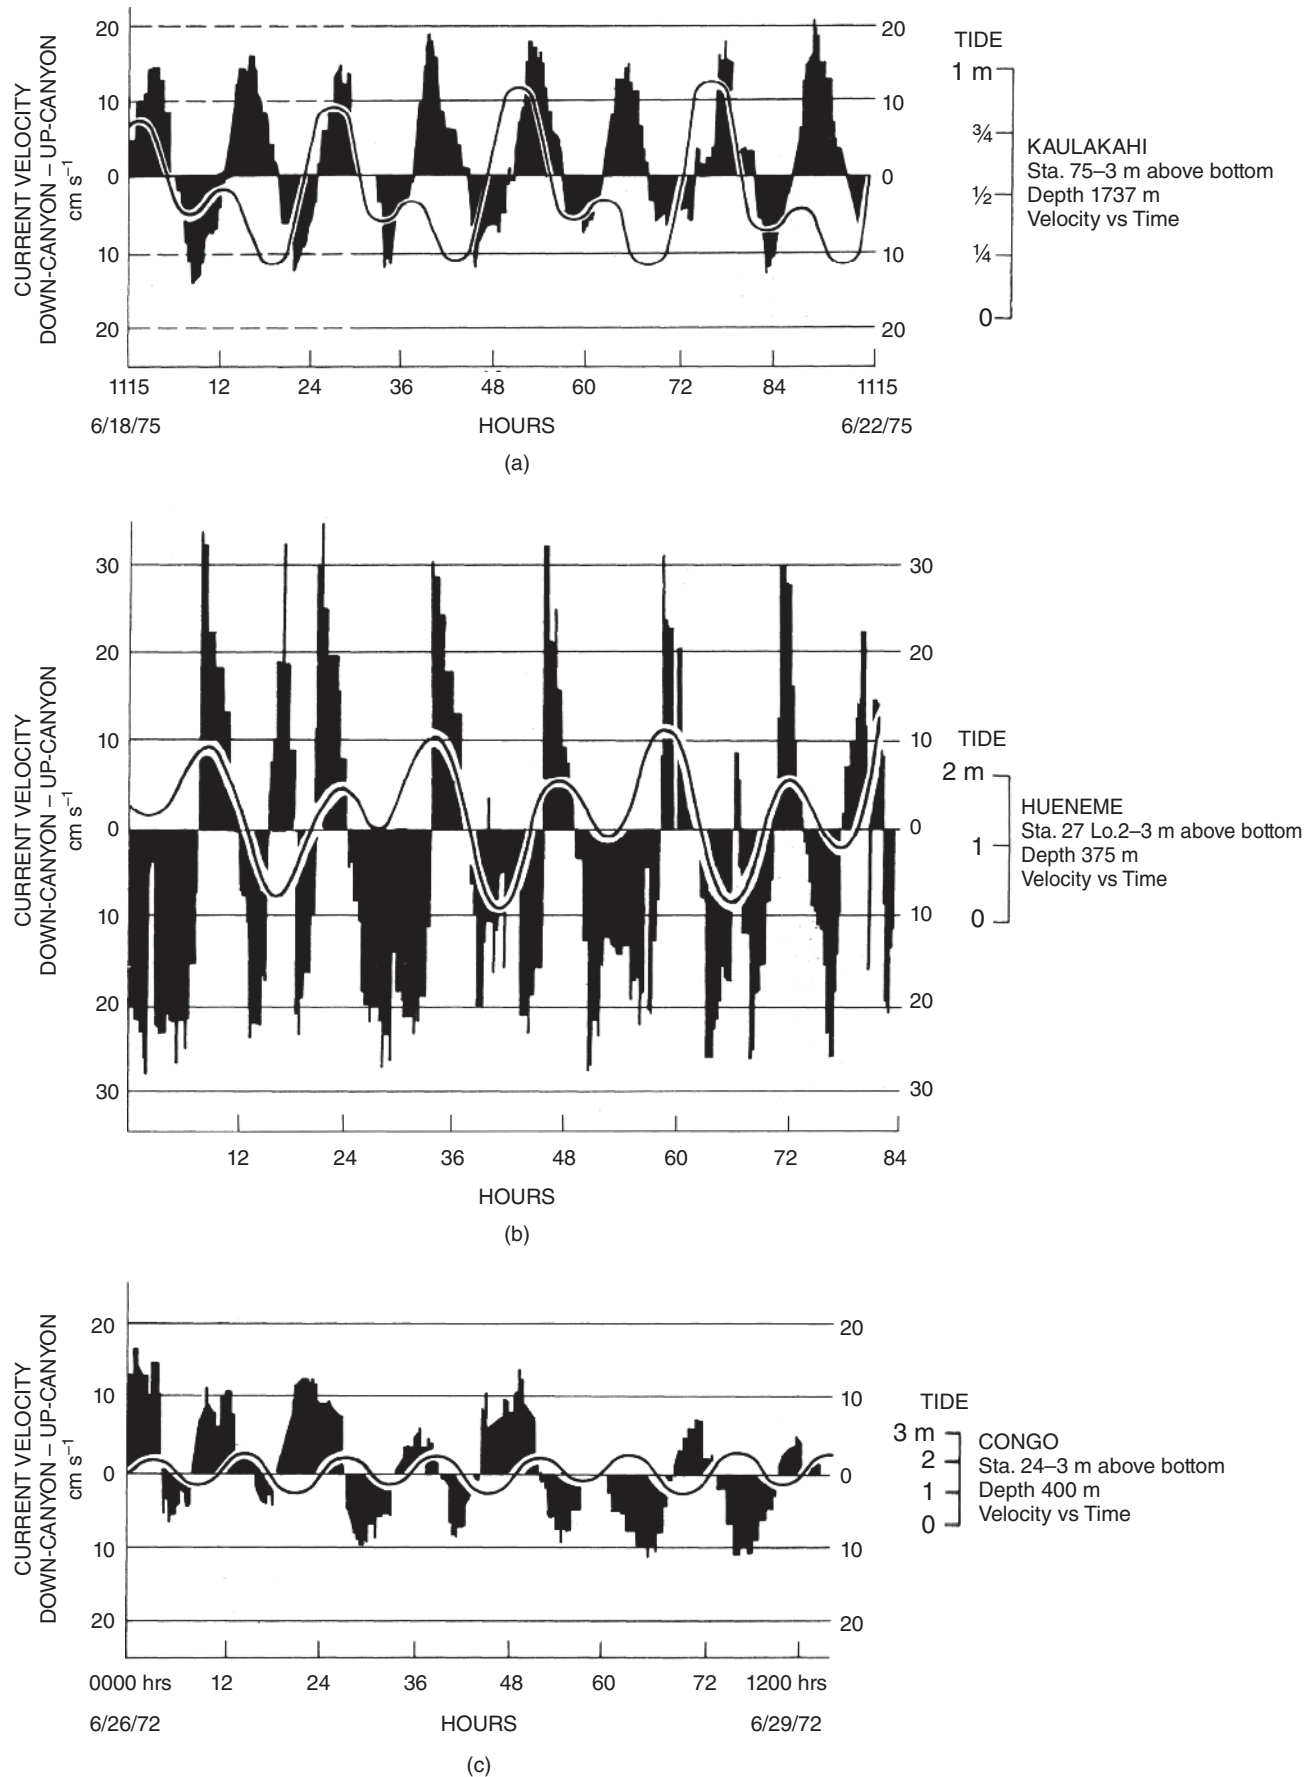 CURRENT VELOCITY
DOWN-CANYON – UP-CANYON
cm s⁻¹
20
10
0
10
20
20
10
0
10
20
1115
12
24
36
48
60
72
84
1115
6/18/75
HOURS
6/22/75
(a)
TIDE
1 m
¾
½
¼
0
KAULAKAHI
Sta. 75–3 m above bottom
Depth 1737 m
Velocity vs Time
CURRENT VELOCITY
DOWN-CANYON – UP-CANYON
cm s⁻¹
30
20
10
0
10
20
30
30
20
10
0
10
20
30
12
24
36
48
60
72
84
HOURS
(b)
TIDE
2 m
1
0
HUENEME
Sta. 27 Lo.2–3 m above bottom
Depth 375 m
Velocity vs Time
CURRENT VELOCITY
DOWN-CANYON – UP-CANYON
cm s⁻¹
20
10
0
10
20
20
10
0
10
20
0000 hrs
12
24
36
48
60
72
1200 hrs
6/26/72
HOURS
6/29/72
(c)
TIDE
3 m
2
1
0
CONGO
Sta. 24–3 m above bottom
Depth 400 m
Velocity vs Time